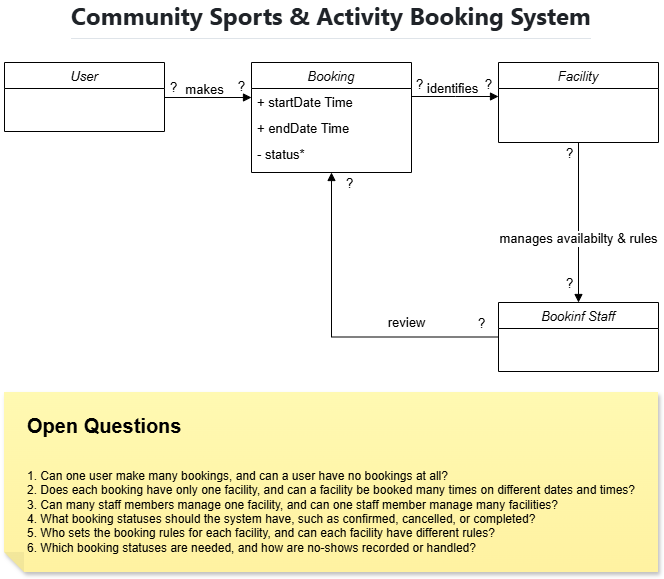 Community Sports & Activity Booking System
User
? makes ?
Booking
+ startDate Time
+ endDate Time
- status*
? identifies ?
Facility
?
manages availabilty & rules
?
Bookinf Staff
?
review
?
Open Questions
1. Can one user make many bookings, and can a user have no bookings at all?
2. Does each booking have only one facility, and can a facility be booked many times on different dates and times?
3. Can many staff members manage one facility, and can one staff member manage many facilities?
4. What booking statuses should the system have, such as confirmed, cancelled, or completed?
5. Who sets the booking rules for each facility, and can each facility have different rules?
6. Which booking statuses are needed, and how are no-shows recorded or handled?